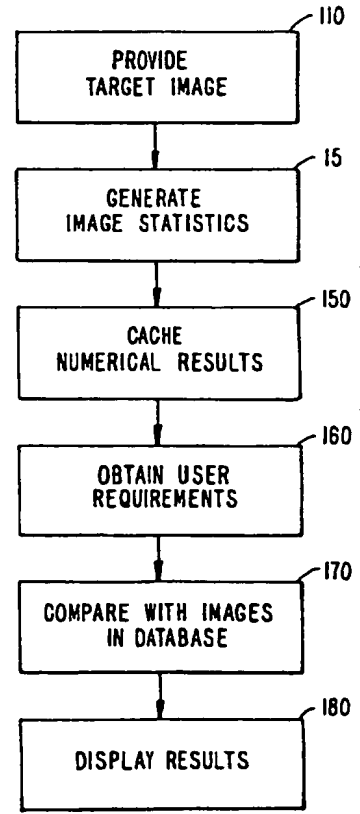 110
PROVIDE
TARGET IMAGE
15
GENERATE
IMAGE STATISTICS
150
CACHE
NUMERICAL RESULTS
160
OBTAIN USER
REQUIREMENTS
170
COMPARE WITH IMAGES
IN DATABASE
180
DISPLAY RESULTS